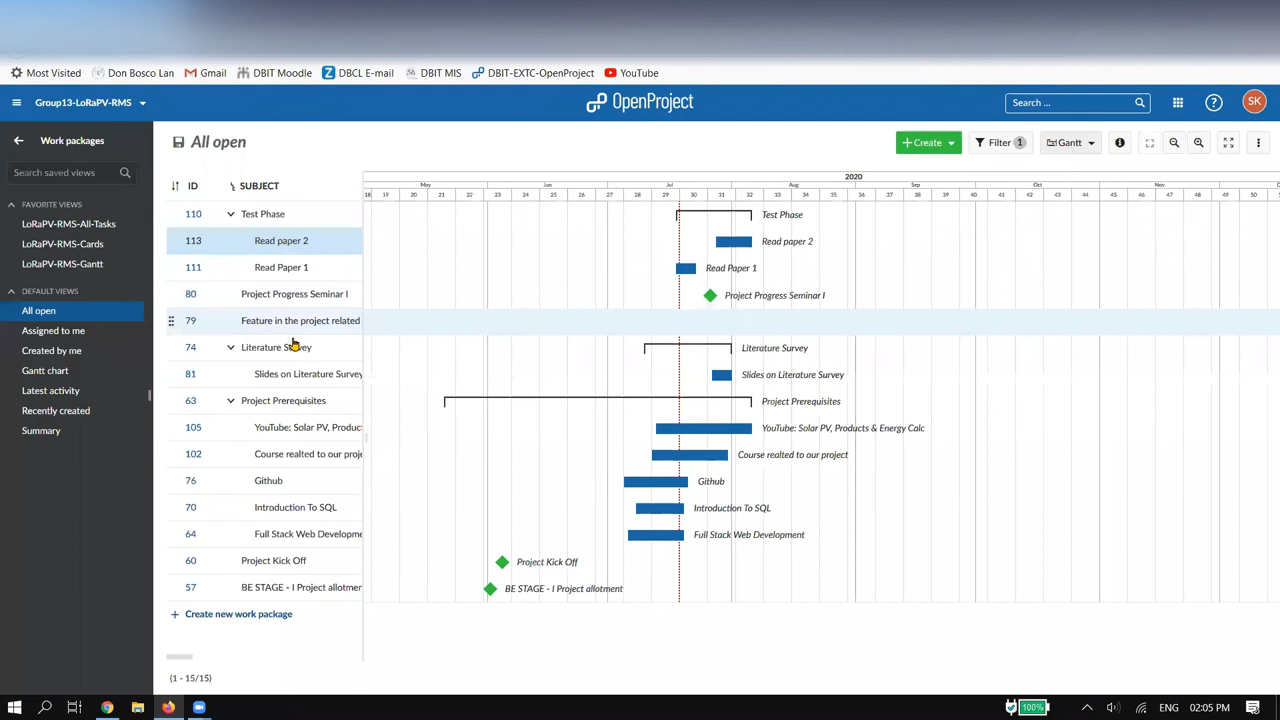 Most Visited Don Bosco Lan Gmail DBIT Moodle DBCL E-mail DBIT MIS DBIT-EXTC-OpenProject YouTube
Group13-LoRaPV-RMS OpenProject Search ... ? SK
Work packages
Search saved views
FAVORITE VIEWS
LoRaPV-RMS-All-Tasks
LoRaPV-RMS-Cards
LoRaPV-RMS-Gantt
DEFAULT VIEWS
All open
Assigned to me
Created by me
Gantt chart
Latest activity
Recently created
Summary
All open
+ Create Filter 1 Gantt
2020
May Jun Jul Aug Sep Oct Nov
18 19 20 21 22 23 24 25 26 27 28 29 30 31 32 33 34 35 36 37 38 39 40 41 42 43 44 45 46 47 48 49 50
ID SUBJECT
110 Test Phase Test Phase
113 Read paper 2 Read paper 2
111 Read Paper 1 Read Paper 1
80 Project Progress Seminar I Project Progress Seminar I
79 Feature in the project related
74 Literature Survey Literature Survey
81 Slides on Literature Survey Slides on Literature Survey
63 Project Prerequisites Project Prerequisites
105 YouTube: Solar PV, Produc YouTube: Solar PV, Products & Energy Calc
102 Course realted to our proje Course realted to our project
76 Github Github
70 Introduction To SQL Introduction To SQL
64 Full Stack Web Developme Full Stack Web Development
60 Project Kick Off Project Kick Off
57 BE STAGE - I Project allotmer BE STAGE - I Project allotment
+ Create new work package
(1 - 15/15)
100% ENG 02:05 PM